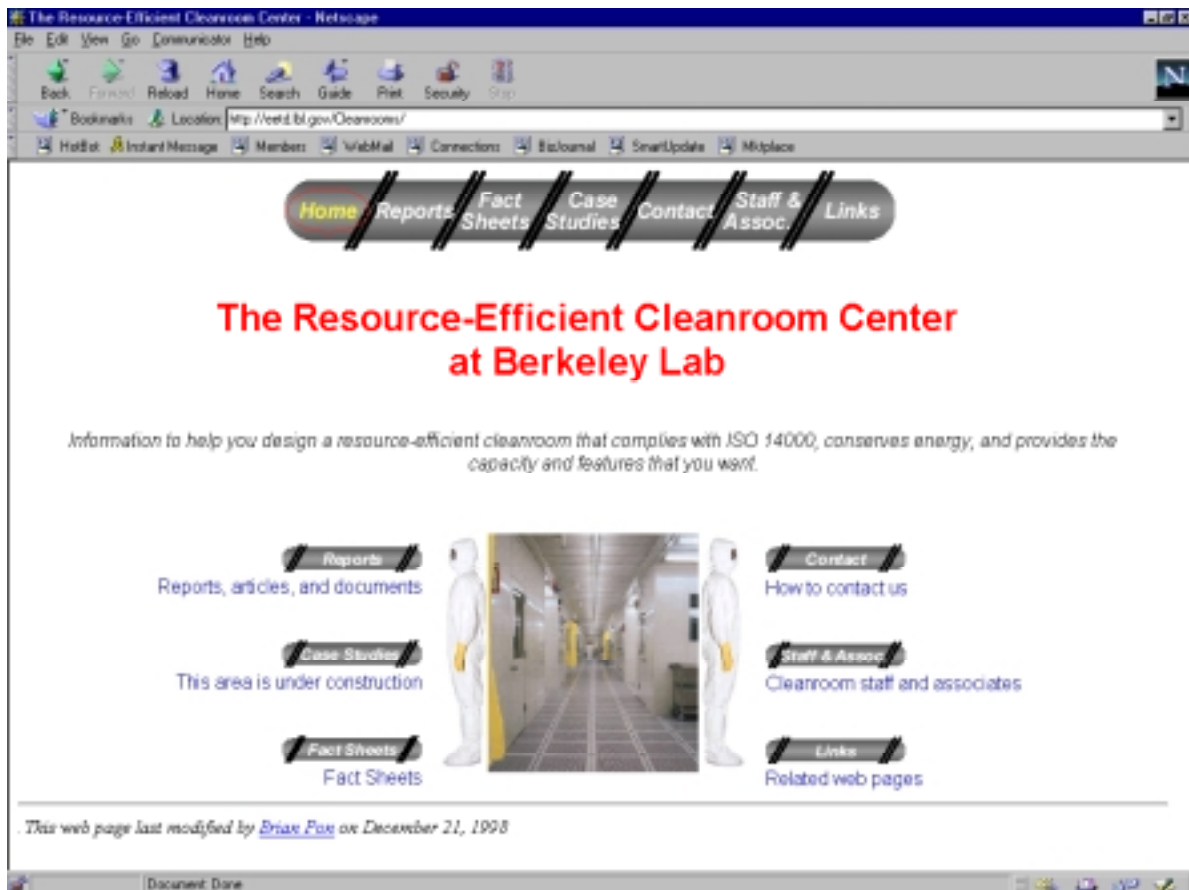 The Resource-Efficient Cleanroom Center - Netscape
File Edit View Go Communicator Help
Back Forward Reload Home Search Guide Print Security Stop
Bookmarks Location: http://eetd.lbl.gov/Cleanrooms/
HotBot Instant Message Members WebMail Connections BizJournal SmartUpdate Mktplace
Home Reports Fact Sheets Case Studies Contact Staff & Assoc. Links
The Resource-Efficient Cleanroom Center
at Berkeley Lab
Information to help you design a resource-efficient cleanroom that complies with ISO 14000, conserves energy, and provides the
capacity and features that you want.
Reports
Reports, articles, and documents
Case Studies
This area is under construction
Fact Sheets
Fact Sheets
Contact
How to contact us
Staff & Assoc.
Cleanroom staff and associates
Links
Related web pages
This web page last modified by Brian Pon on December 21, 1998
Document: Done